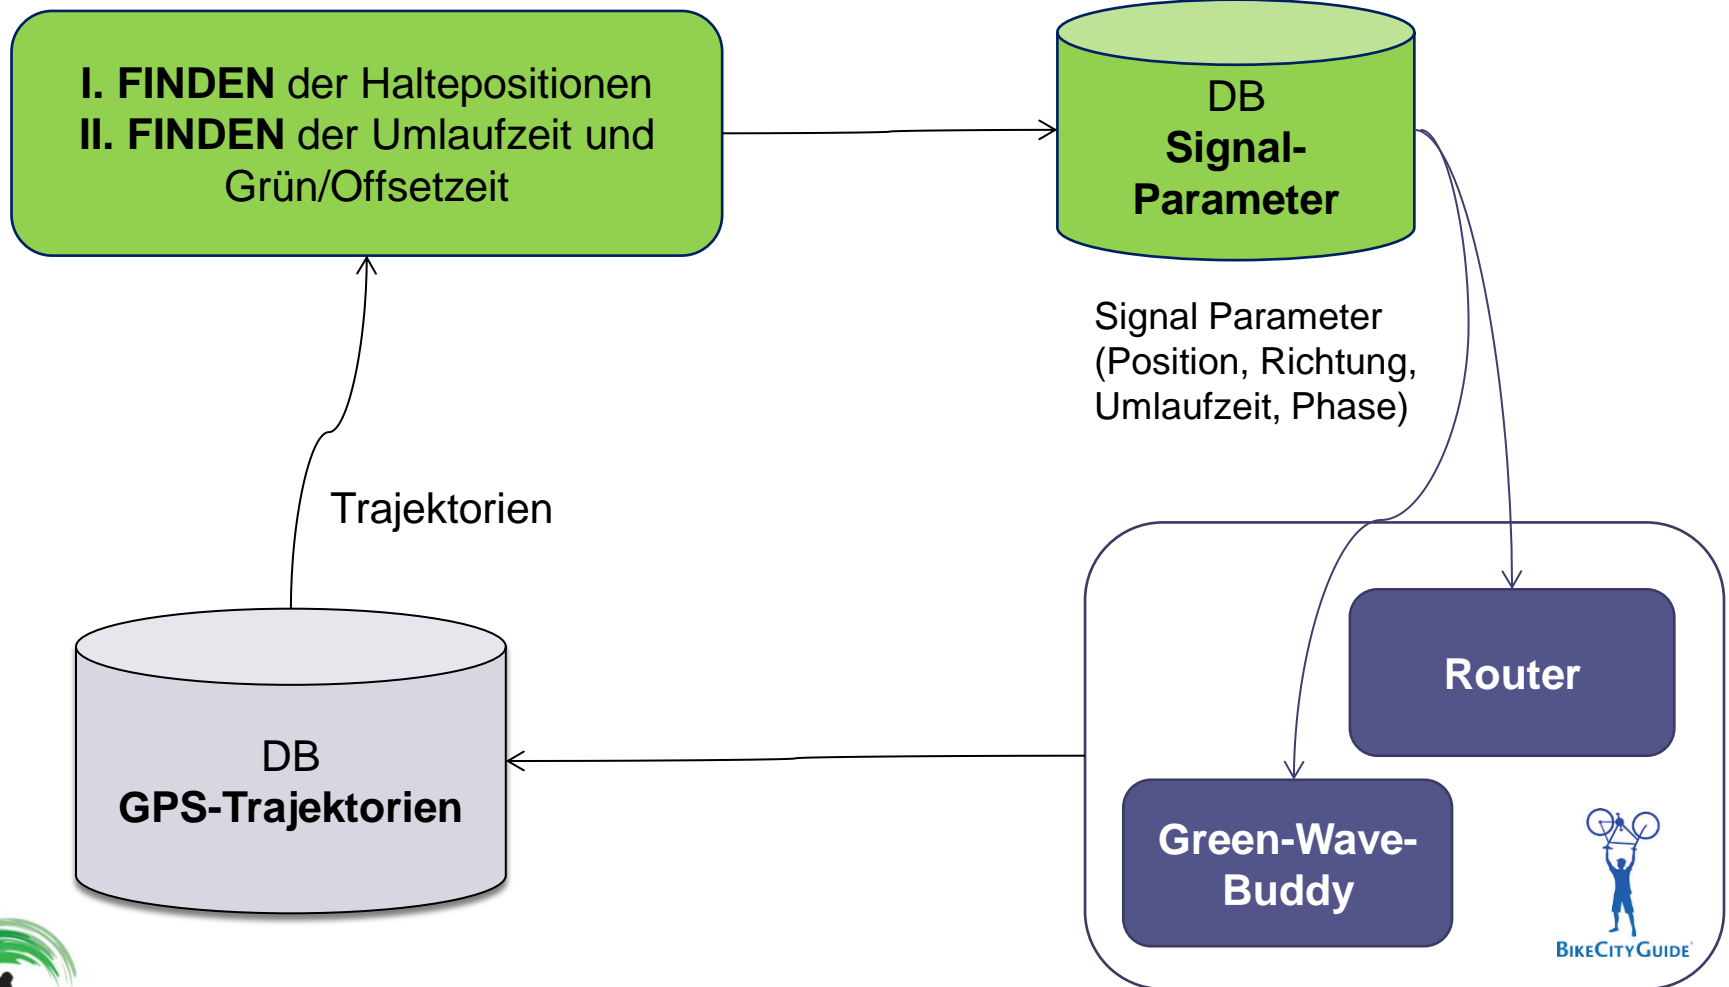 I. FINDEN der Haltepositionen
II. FINDEN der Umlaufzeit und
Grün/Offsetzeit
DB
Signal-
Parameter
Signal Parameter
(Position, Richtung,
Umlaufzeit, Phase)
Trajektorien
DB
GPS-Trajektorien
Router
Green-Wave-
Buddy
BIKECITYGUIDE